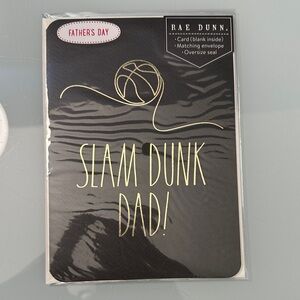 FATHER'S DAY
RAE DUNN.
• Card (blank inside)
• Matching envelope
• Oversize seal
SLAM DUNK
DAD!